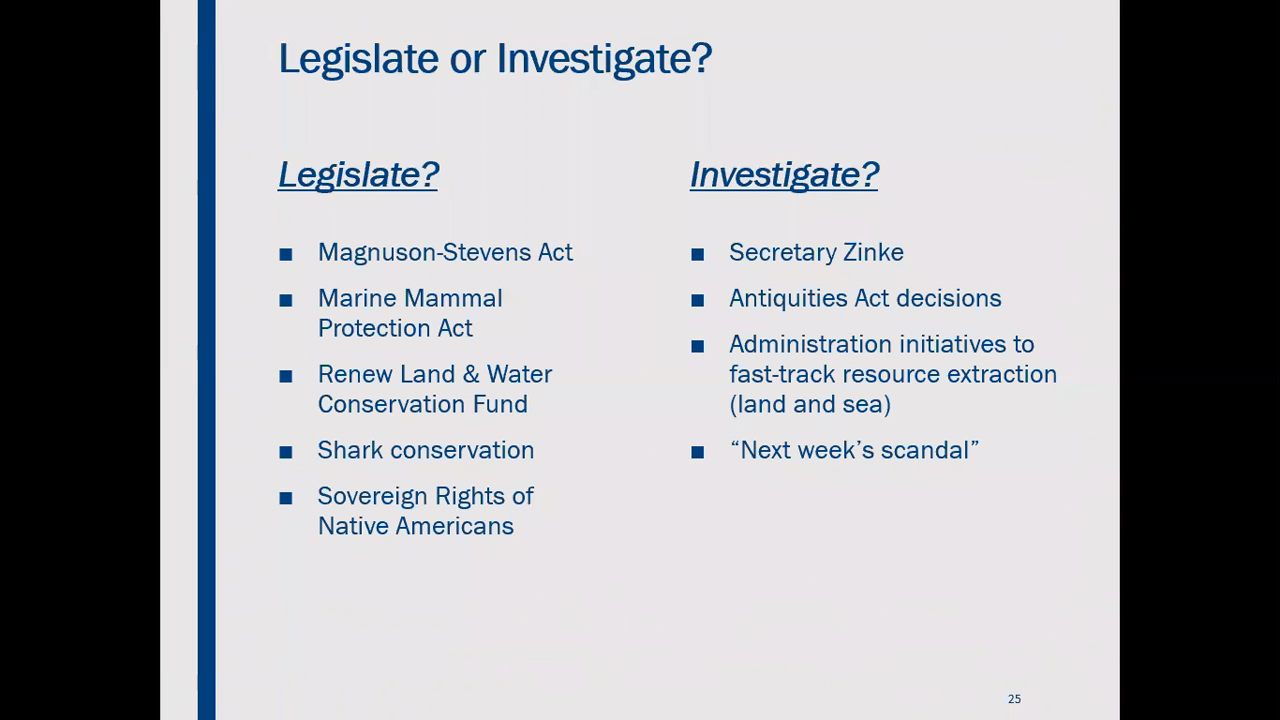 Legislate or Investigate?
Legislate?
■ Magnuson-Stevens Act
■ Marine Mammal
Protection Act
■ Renew Land & Water
Conservation Fund
■ Shark conservation
■ Sovereign Rights of
Native Americans
Investigate?
■ Secretary Zinke
■ Antiquities Act decisions
■ Administration initiatives to
fast-track resource extraction
(land and sea)
■ “Next week’s scandal”
25